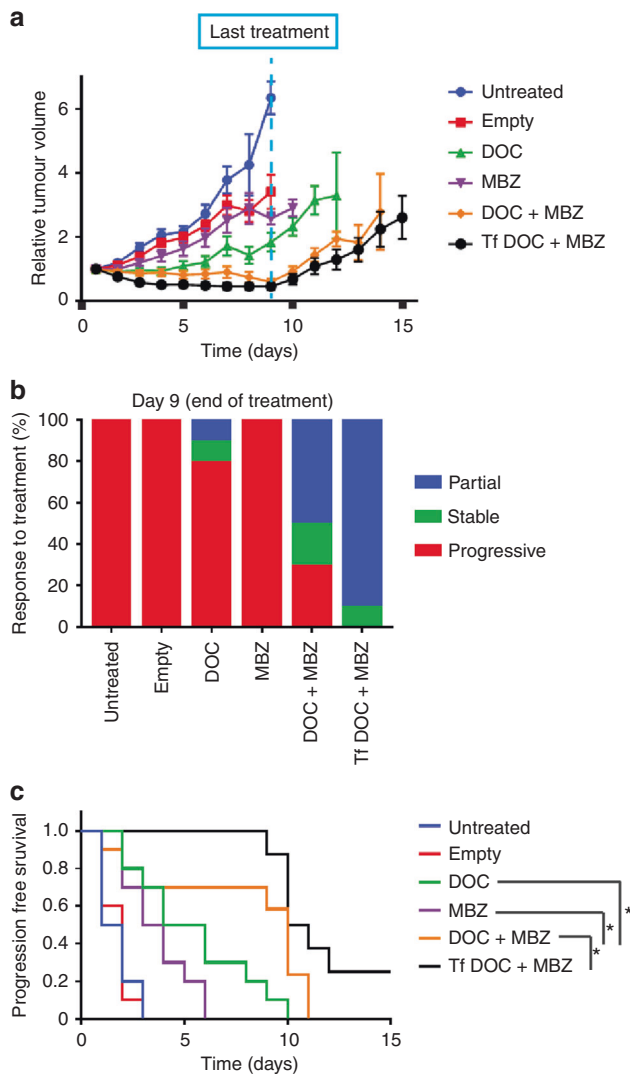 a
Last treatment
Relative tumour volume
6
4
2
0
0 5 10 15
Time (days)
Untreated
Empty
DOC
MBZ
DOC + MBZ
Tf DOC + MBZ
b
Day 9 (end of treatment)
Response to treatment (%)
100
80
60
40
20
0
Untreated
Empty
DOC
MBZ
DOC + MBZ
Tf DOC + MBZ
Partial
Stable
Progressive
c
Progression free sruvival
1.0
0.8
0.6
0.4
0.2
0
0 5 10 15
Time (days)
Untreated
Empty
DOC
MBZ
DOC + MBZ
Tf DOC + MBZ
*
*
*